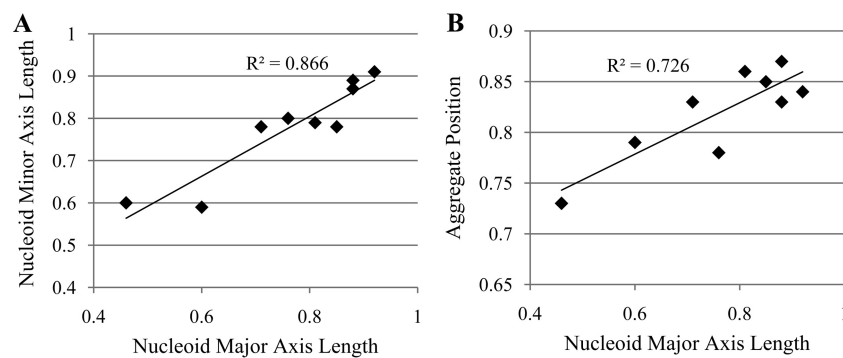 A
Nucleoid Minor Axis Length
1
0.9
0.8
0.7
0.6
0.5
0.4
R² = 0.866
0.4 0.6 0.8 1
Nucleoid Major Axis Length
B
Aggregate Position
0.9
0.85
0.8
0.75
0.7
0.65
R² = 0.726
0.4 0.6 0.8
Nucleoid Major Axis Length